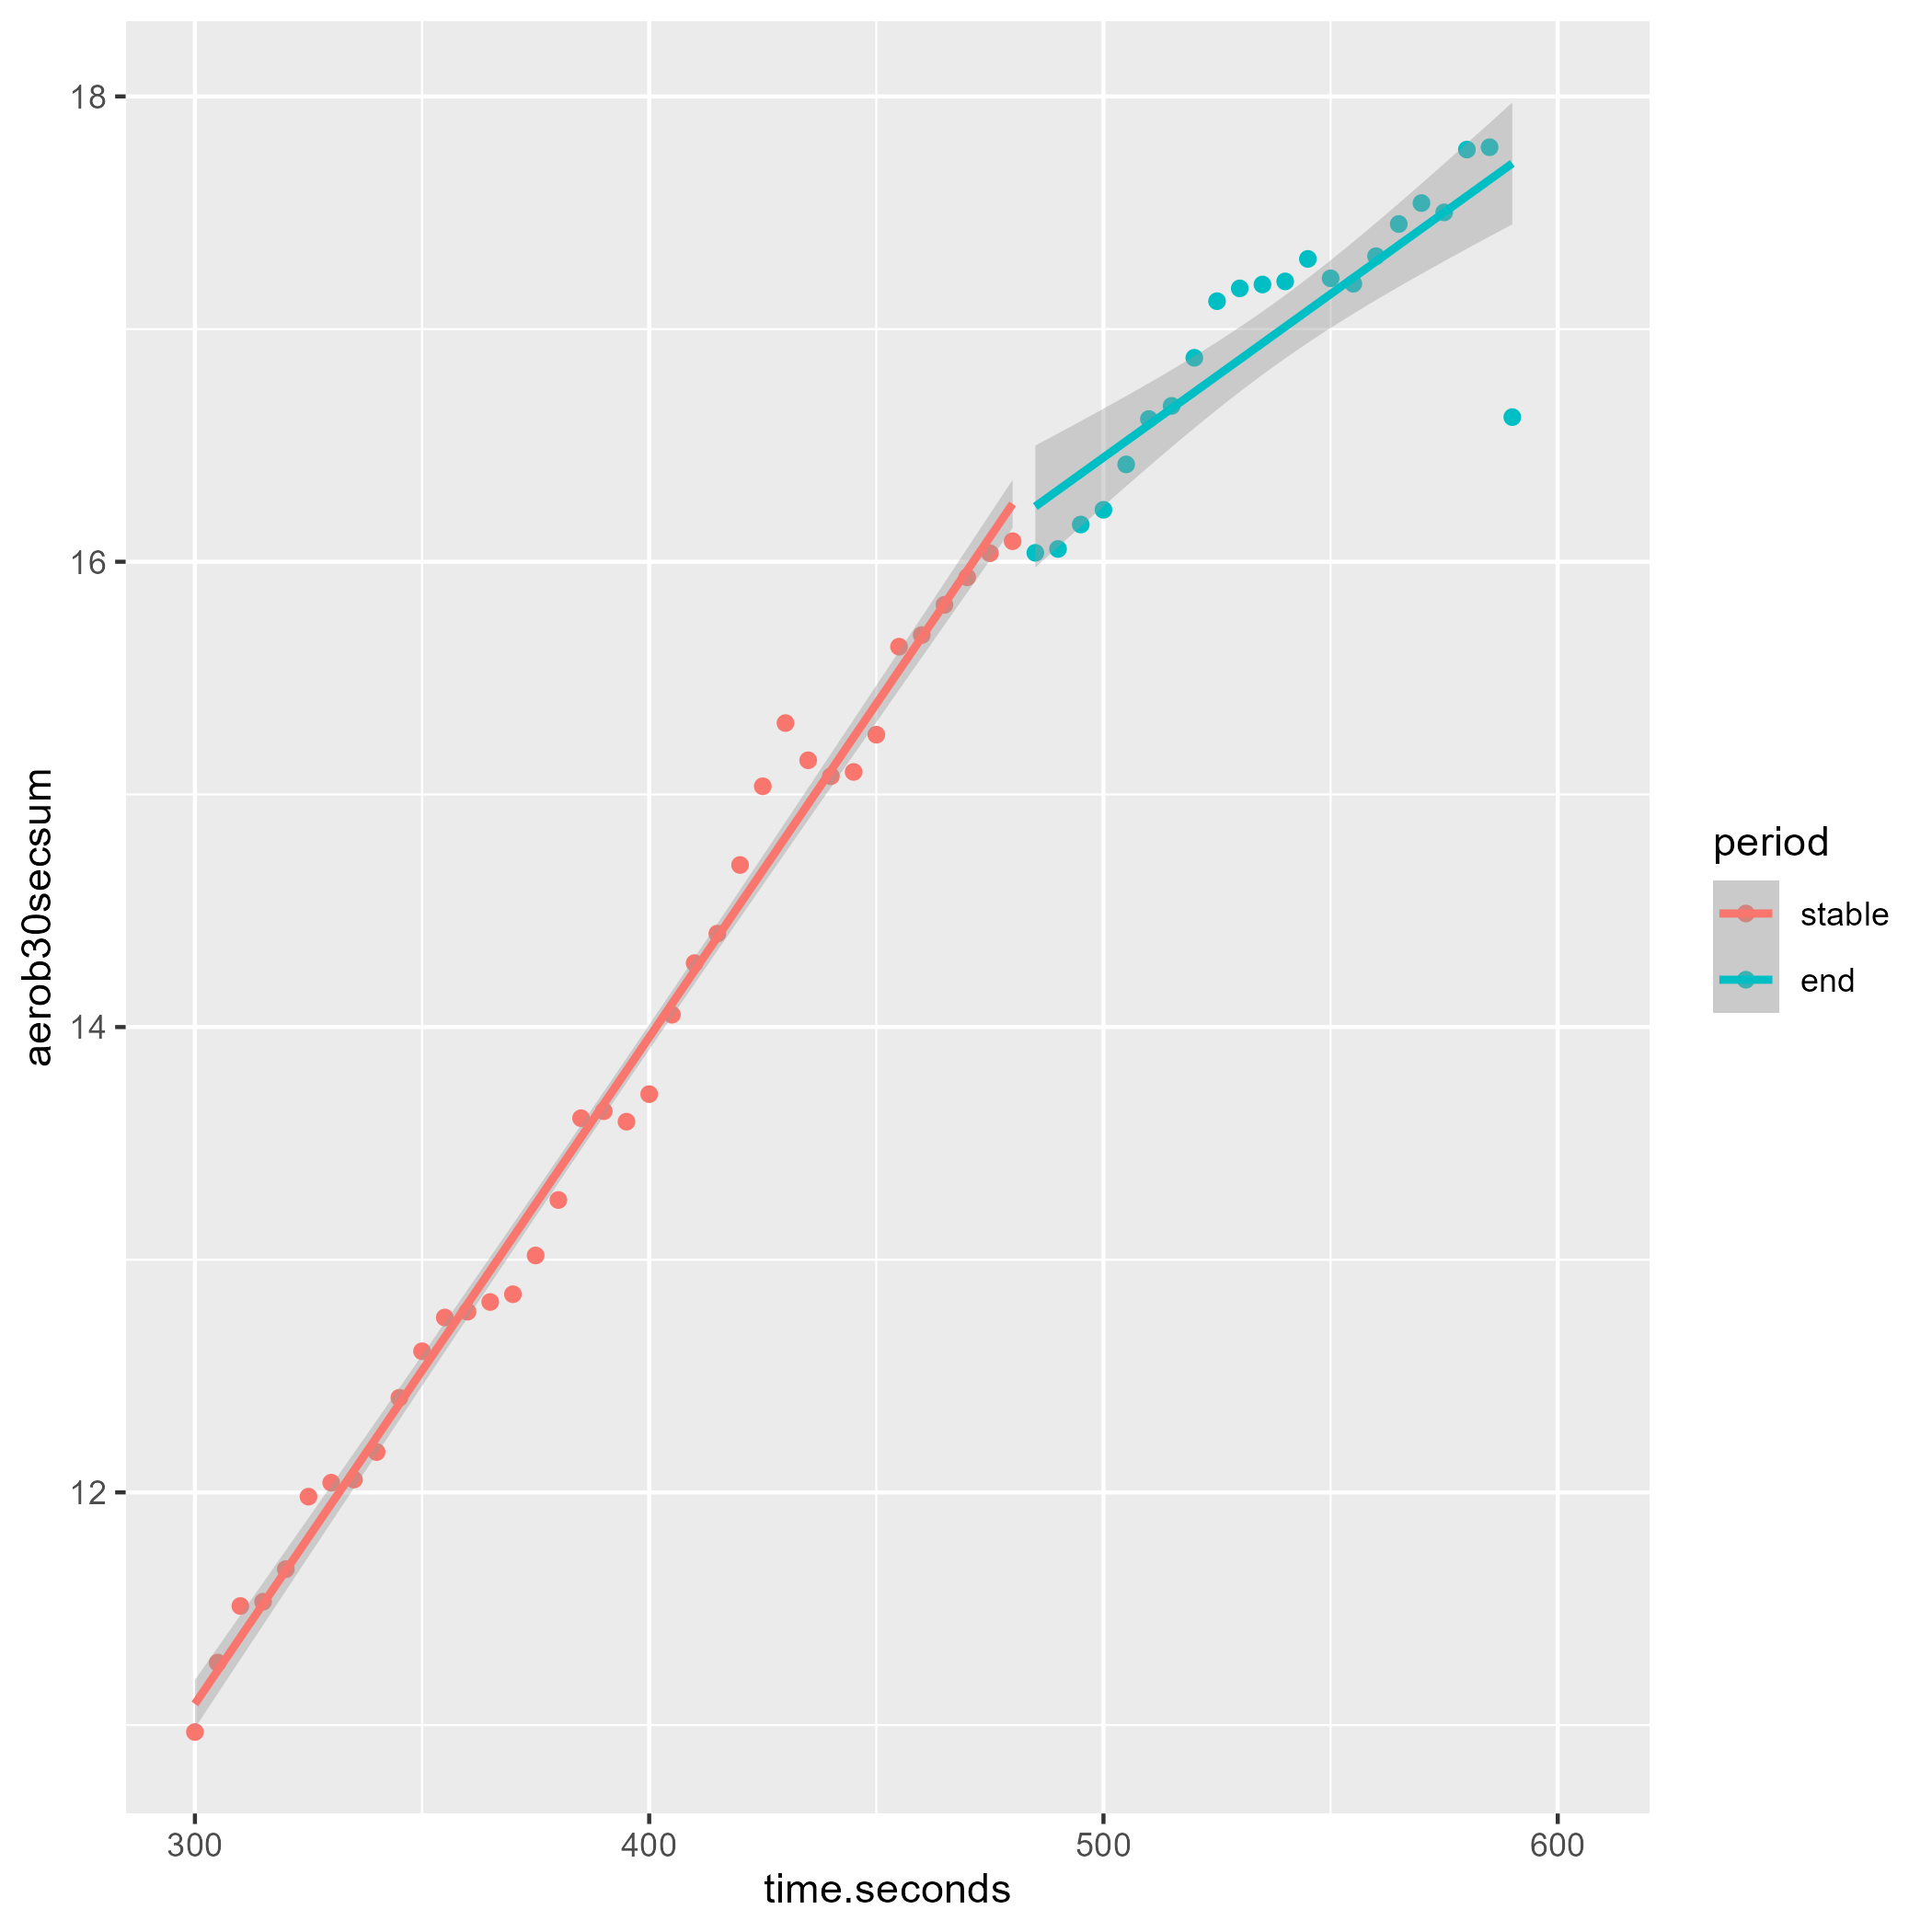 18
16
14
12
aerob30secsum
300
400
500
600
time.seconds
period
stable
end